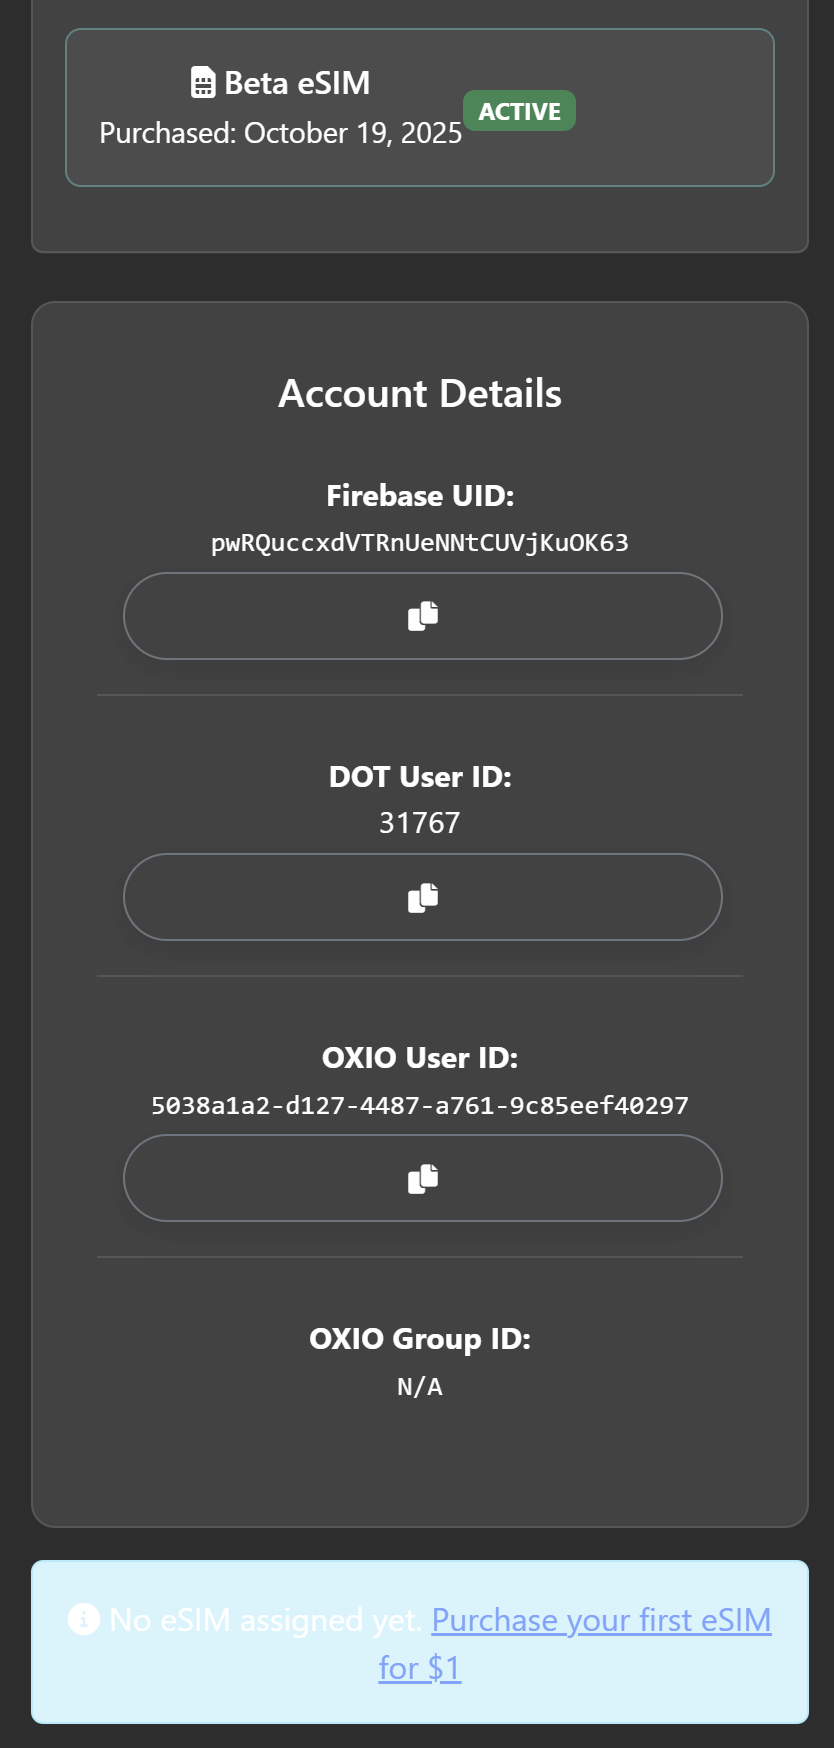 Beta eSIM
Purchased: October 19, 2025
ACTIVE
Account Details
Firebase UID:
pwRQuccxdVTRnUeNNtCUVjKuOK63
DOT User ID:
31767
OXIO User ID:
5038a1a2-d127-4487-a761-9c85eef40297
OXIO Group ID:
N/A
No eSIM assigned yet. Purchase your first eSIM
for $1